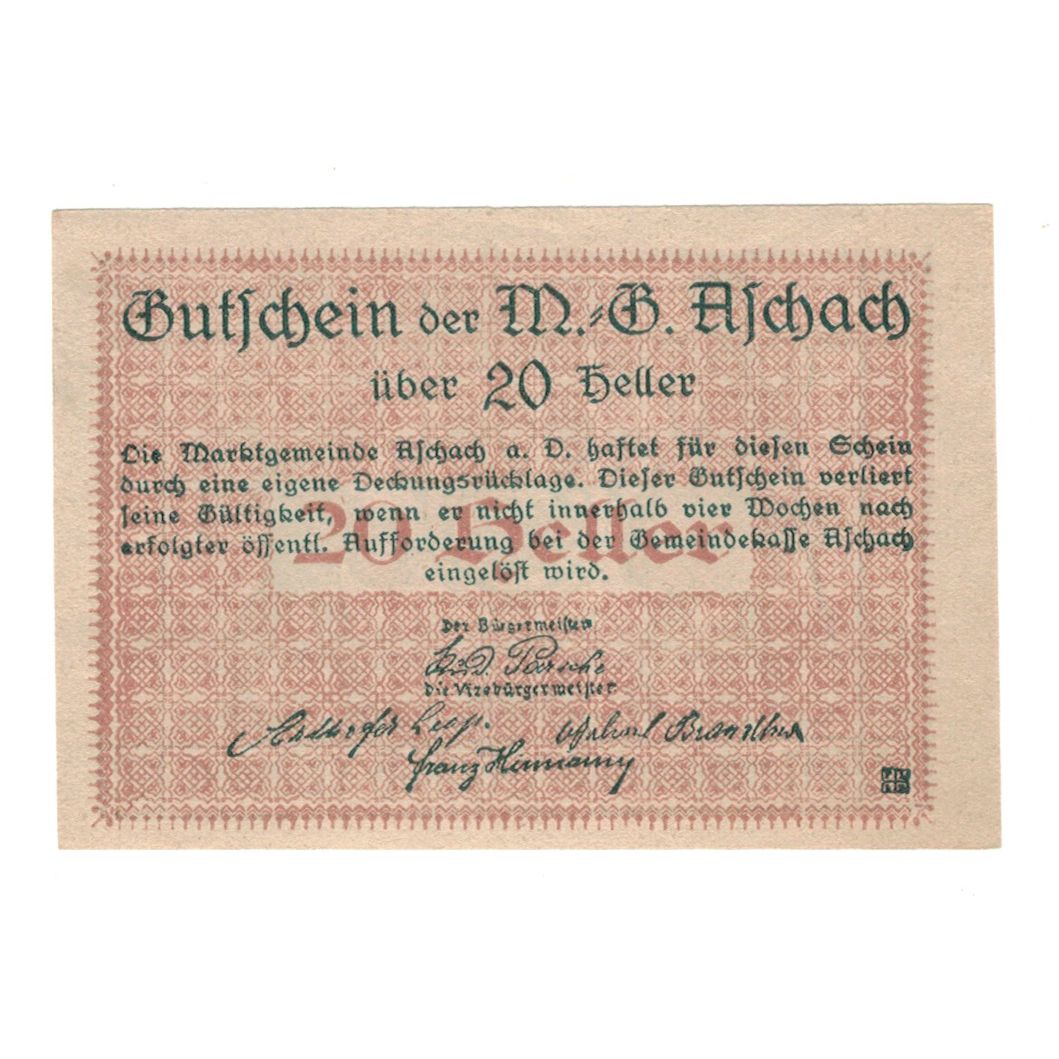 Gutschein der M.-G. Aschach
über 20 Heller
Die Marktgemeinde Aschach a. D. haftet für diesen Schein
durch eine eigene Deckungsrücklage. Dieser Gutschein verliert
seine Gültigkeit, wenn er nicht innerhalb vier Wochen nach
20 Heller
erfolgter öffentl. Aufforderung bei der Gemeindekasse Aschach
eingelöst wird.
Der Bürgermeister
Die Vizebürgermeister
Leop.
Franz